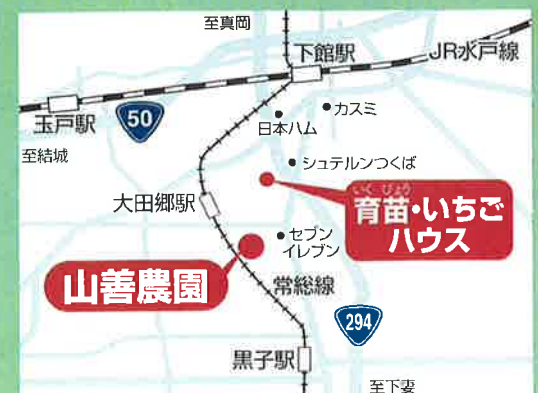 至真岡
下館駅
JR水戸線
玉戸駅
50
カスミ
日本ハム
至結城
シュテルンつくば
いくびょう
育苗・いちご
ハウス
大田郷駅
セブン
イレブン
山善農園
常総線
294
黒子駅
至下妻